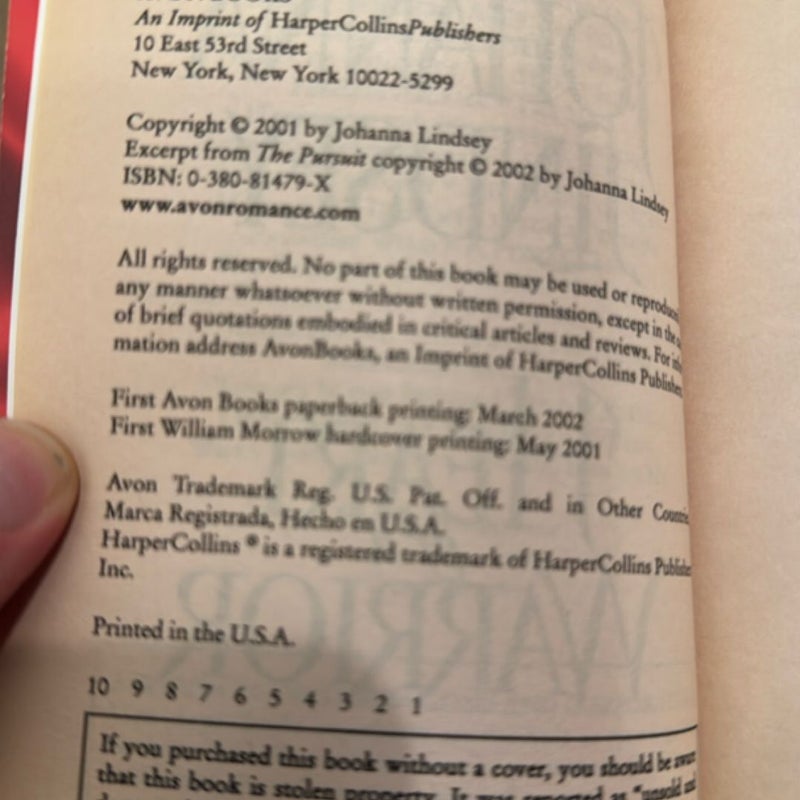 An Imprint of HarperCollinsPublishers
10 East 53rd Street
New York, New York 10022-5299
Copyright © 2001 by Johanna Lindsey
Excerpt from The Pursuit copyright © 2002 by Johanna Lindsey
ISBN: 0-380-81479-X
www.avonromance.com
All rights reserved. No part of this book may be used or
any manner whatsoever without written permission, except in the
of brief quotations embodied in critical articles and reviews. For
mation address AvonBooks, an Imprint of HarperCollins
First Avon Books paperback printing: March 2002
First William Morrow hardcover printing: May 2001
Avon Trademark Reg. U.S. Pat. Off. and in Other
Marca Registrada, Hecho en U.S.A.
HarperCollins ® is a registered trademark of HarperCollins
Inc.
Printed in the U.S.A.
10 9 8 7 6 5 4 3 2 1
If you purchased this book without a cover, you should be
that this book is stolen property. It was reported as "unsold and